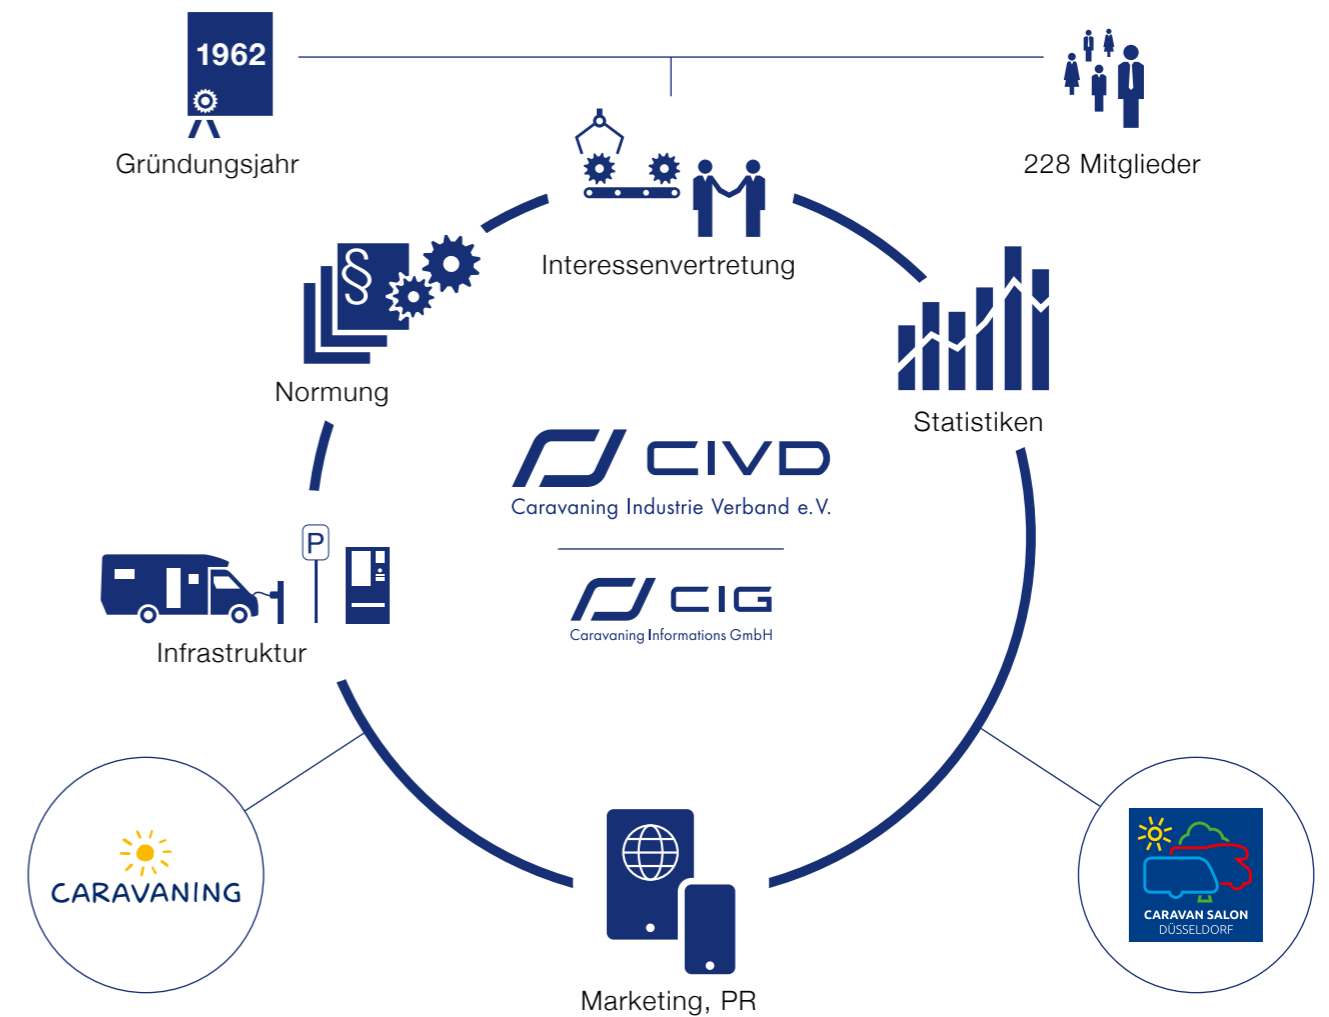 1962
Gründungsjahr
228 Mitglieder
Interessenvertretung
§
Normung
Statistiken
CIVD
Caravaning Industrie Verband e.V.
CIG
Caravaning Informations GmbH
P
Infrastruktur
CARAVANING
CARAVAN SALON
DÜSSELDORF
Marketing, PR